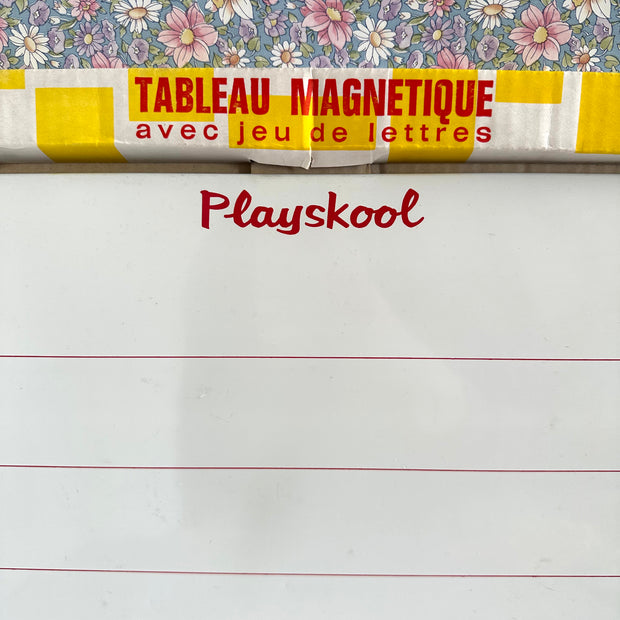 TABLEAU MAGNETIQUE
avec jeu de lettres
Playskool